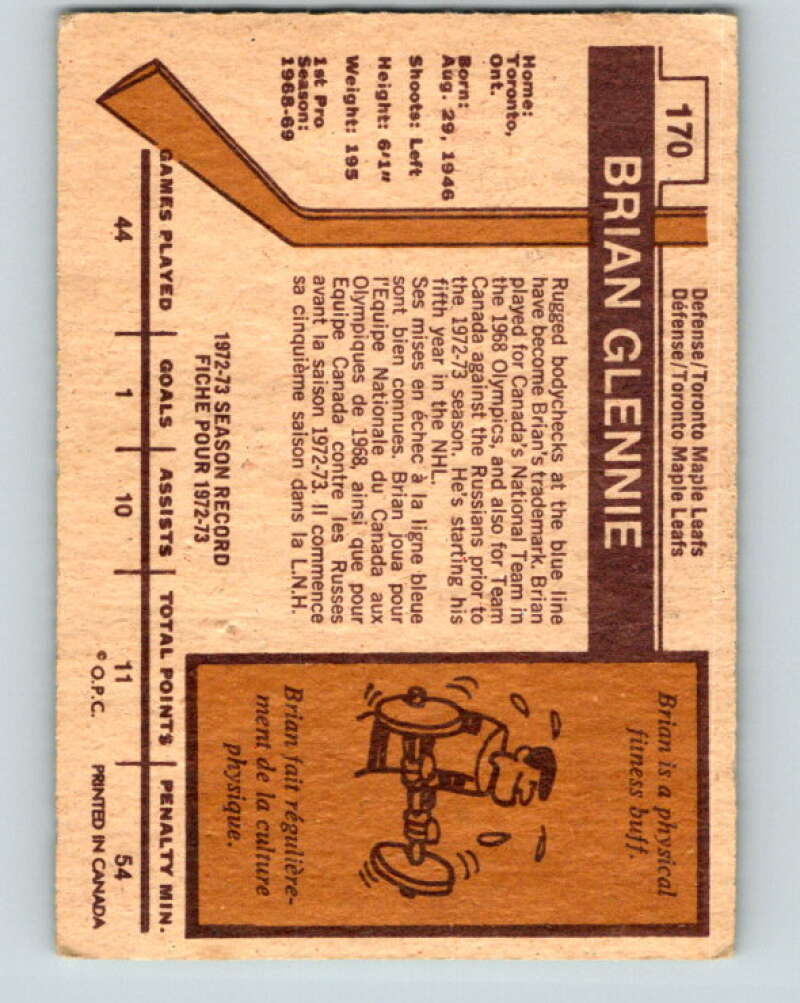 170
Defense/Toronto Maple Leafs
Défense/Toronto Maple Leafs
BRIAN GLENNIE
Home:
Toronto,
Ont.
Born:
Aug. 29, 1946
Shoots: Left
Height: 6'1"
Weight: 195
1st Pro
Season:
1968-69
Rugged bodychecks at the blue line
have become Brian's trademark. Brian
played for Canada's National Team in
the 1968 Olympics, and also for Team
Canada against the Russians prior to
the 1972-73 season. He's starting his
fifth year in the NHL.
Ses mises en échec à la ligne bleue
sont bien connues. Brian joua pour
l'Equipe Nationale du Canada aux
Olympiques de 1968, ainsi que pour
Equipe Canada contre les Russes
avant la saison 1972-73. Il commence
sa cinquième saison dans la L.N.H.
Brian is a physical
fitness buff.
Brian fait régulière-
ment de la culture
physique.
1972-73 SEASON RECORD
FICHE POUR 1972-73
GAMES PLAYED GOALS ASSISTS TOTAL POINTS PENALTY MIN.
44 1 10 11 54
© O.P.C. PRINTED IN CANADA